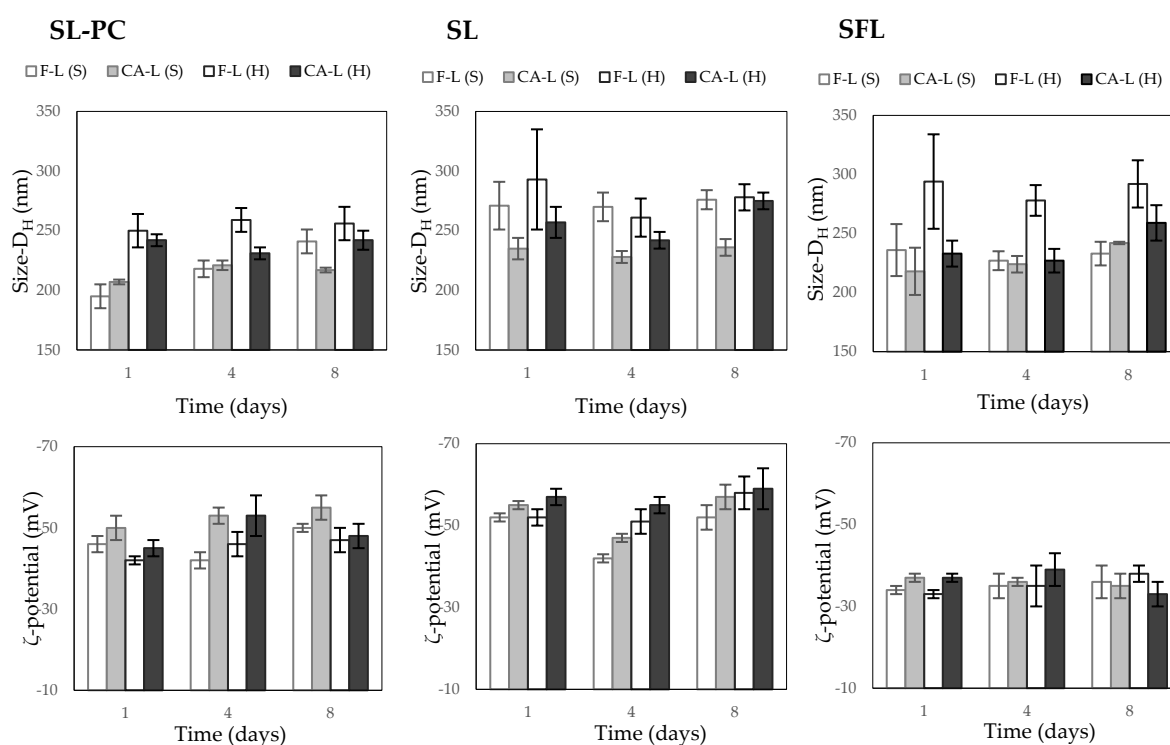 SL-PC
F-L (S) CA-L (S) F-L (H) CA-L (H)
Size-DH (nm)
350
300
250
200
150
1 4 8
Time (days)
SL
F-L (S) CA-L (S) F-L (H) CA-L (H)
Size-DH (nm)
350
300
250
200
150
1 4 8
Time (days)
SFL
F-L (S) CA-L (S) F-L (H) CA-L (H)
Size-DH (nm)
350
300
250
200
150
1 4 8
Time (days)
ζ-potential (mV)
-70
-50
-30
-10
1 4 8
Time (days)
ζ-potential (mV)
-70
-50
-30
-10
1 4 8
Time (days)
ζ-potential (mV)
-70
-50
-30
-10
1 4 8
Time (days)